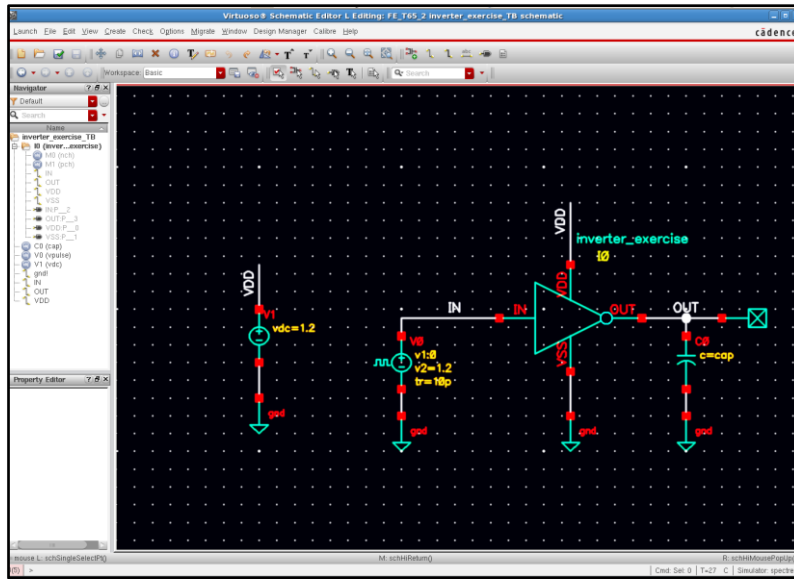 Virtuoso® Schematic Editor L Editing: FE_T65_2 inverter_exercise_TB schematic
Launch File Edit View Create Check Options Migrate Window Design Manager Calibre Help
cādence
Workspace: Basic
Search
Navigator
Default
Search
Name
inverter_exercise_TB
I0 (inver...exercise)
M0 (nch)
M1 (pch)
IN
OUT
VDD
VSS
IN:P__2
OUT:P__3
VDD:P__0
VSS:P__1
C0 (cap)
V0 (vpulse)
V1 (vdc)
gnd!
IN
OUT
VDD
Property Editor
VDD
V1
vdc=1.2
gnd
IN
V0
v1:0
v2=1.2
tr=10p
gnd
VDD
inverter_exercise
I0
VDD
IN
OUT
VSS
gnd
OUT
C0
c=cap
gnd
mouse L: schSingleSelectPt()
M: schHiReturn()
R: schHiMousePopUp(
(5) >
Cmd: Sel: 0
T=27 C
Simulator: spectre